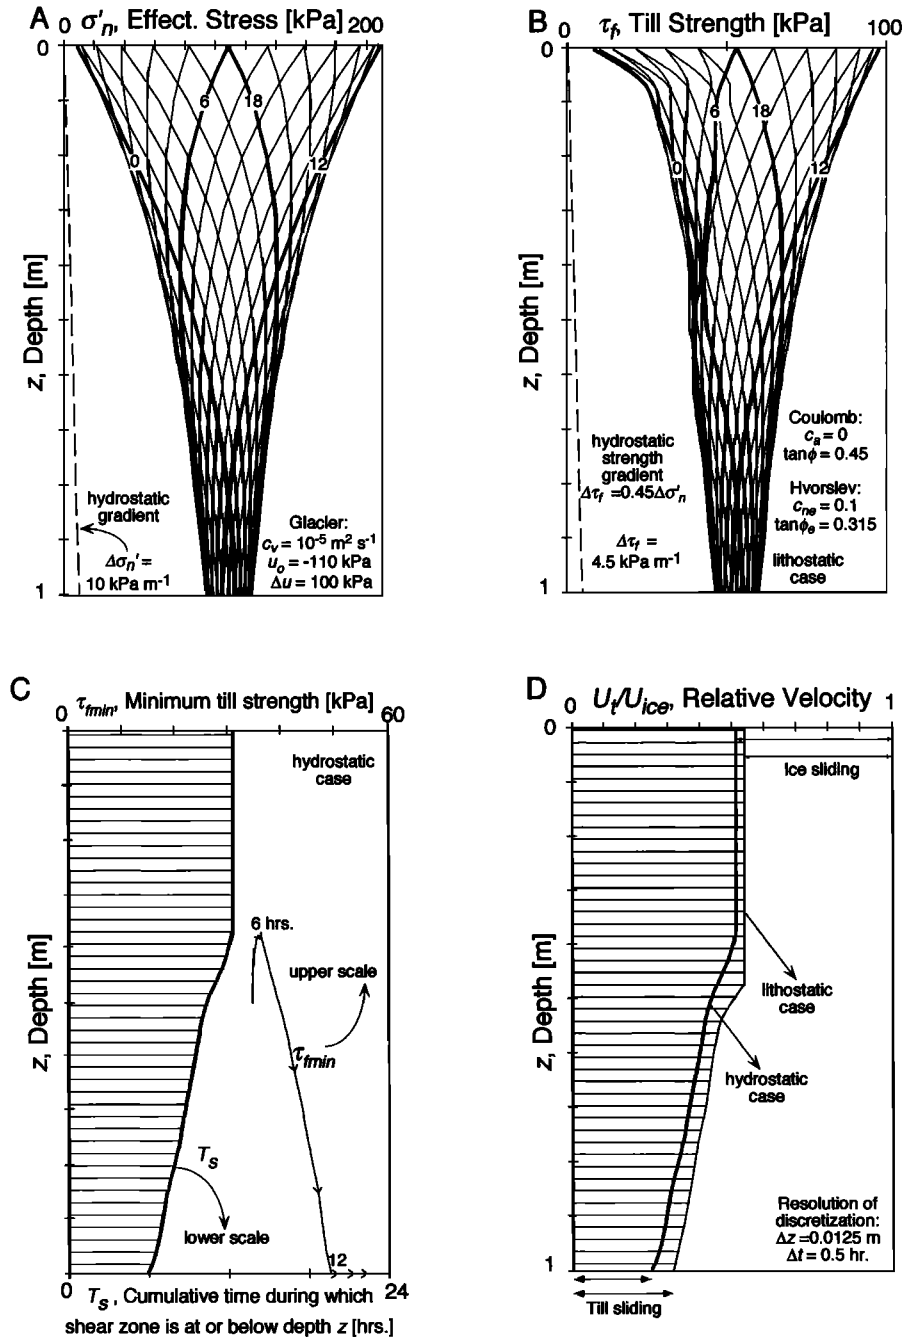 A σ'n, Effect. Stress [kPa]
0 200
0
6 18
0 12
z, Depth [m]
hydrostatic
gradient
Δσn' =
10 kPa m-1
Glacier:
cv = 10-5 m2 s-1
uo = -110 kPa
Δu = 100 kPa
1
B τf, Till Strength [kPa]
0 100
0
6 18
0 12
z, Depth [m]
hydrostatic
strength
gradient
Δτf =0.45Δσ'n
Δτf =
4.5 kPa m-1
Coulomb:
ca = 0
tanϕ = 0.45
Hvorslev:
cne = 0.1
tanϕe = 0.315
lithostatic
case
1
C τfmin, Minimum till strength [kPa]
0 60
0
hydrostatic
case
6 hrs.
upper scale
τfmin
z, Depth [m]
Ts
lower scale
12
1
0 24
Ts , Cumulative time during which
shear zone is at or below depth z [hrs.]
D Ut/Uice, Relative Velocity
0 1
0
Ice sliding
z, Depth [m]
lithostatic
case
hydrostatic
case
Resolution of
discretization:
Δz =0.0125 m
Δt = 0.5 hr.
1
Till sliding